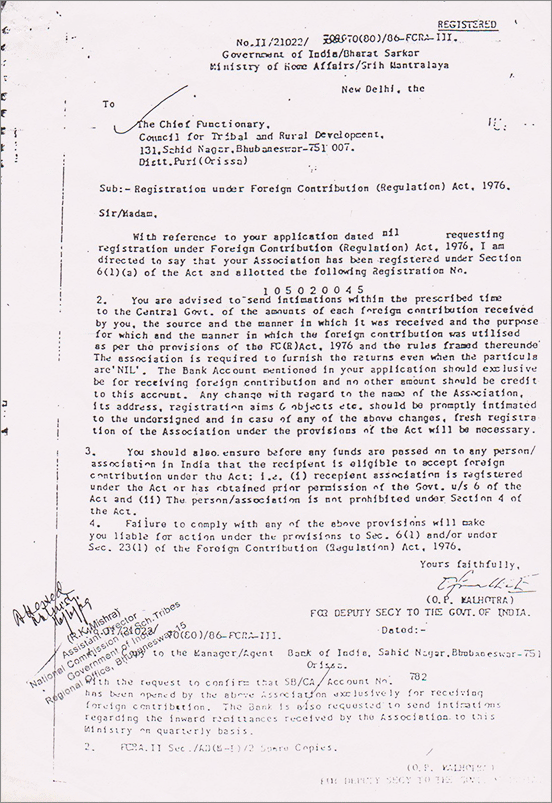 REGISTERED
No.II/21022/ 70(80)/86-FCRA-III.
Government of India/Bharat Sarkar
Ministry of Home Affairs/Grih Mantralaya
New Delhi, the
To
The Chief Functionary,
Council for Tribal and Rural Development,
131, Sahid Nagar, Bhubaneswar-751 007.
Distt. Puri (Orissa)
Sub:- Registration under Foreign Contribution (Regulation) Act, 1976.
Sir/Madam,
With reference to your application dated nil requesting
registration under Foreign Contribution (Regulation) Act, 1976, I am
directed to say that your Association has been registered under Section
6(1)(a) of the Act and allotted the following Registration No.
105020045
2. You are advised to send intimations within the prescribed time
to the Central Govt. of the amounts of each foreign contribution received
by you, the source and the manner in which it was received and the purpose
for which and the manner in which the foreign contribution was utilised
as per the provisions of the FC(R)Act, 1976 and the rules framed thereunde
The association is required to furnish the returns even when the particula
are 'NIL'. The Bank Account mentioned in your application should exclusive
be for receiving foreign contribution and no other amount should be credit
to this account. Any change with regard to the name of the Association,
its address, registration aims & objects etc. should be promptly intimated
to the undersigned and in case of any of the above changes, fresh registra
tion of the Association under the provisions of the Act will be necessary.
3. You should also ensure before any funds are passed on to any person/
association in India that the recipient is eligible to accept foreign
contribution under the Act: i.e. (i) recepient association is registered
under the Act or has obtained prior permission of the Govt. u/s 6 of the
Act and (ii) The person/association is not prohibited under Section 4 of
the Act.
4. Failure to comply with any of the above provisions will make
you liable for action under the provisions to Sec. 6(1) and/or under
Sec. 23(1) of the Foreign Contribution (Regulation) Act, 1976.
Yours faithfully,
(O.P. MALHOTRA)
FOR DEPUTY SECY TO THE GOVT. OF INDIA.
Attested
(R.K. Mishra)
Assistant Director
National Commission for Sch. Tribes
Government of India
Regional Office, Bhubaneswar-15
/21022/ 70(80)/86-FCRA-III. Dated:-
to the Manager/Agent Bank of India, Sahid Nagar, Bhubaneswar-751
Orissa.
With the request to confirm that SB/CA Account No. 782
has been opened by the above Association exclusively for receiving
foreign contribution. The Bank is also requested to send intimations
regarding the inward remittances received by the Association to this
Ministry on quarterly basis.
2. FCRA.II Sec./ 2 Spare Copies.
(O.P. MALHOTRA)
FOR DEPUTY SECY TO THE